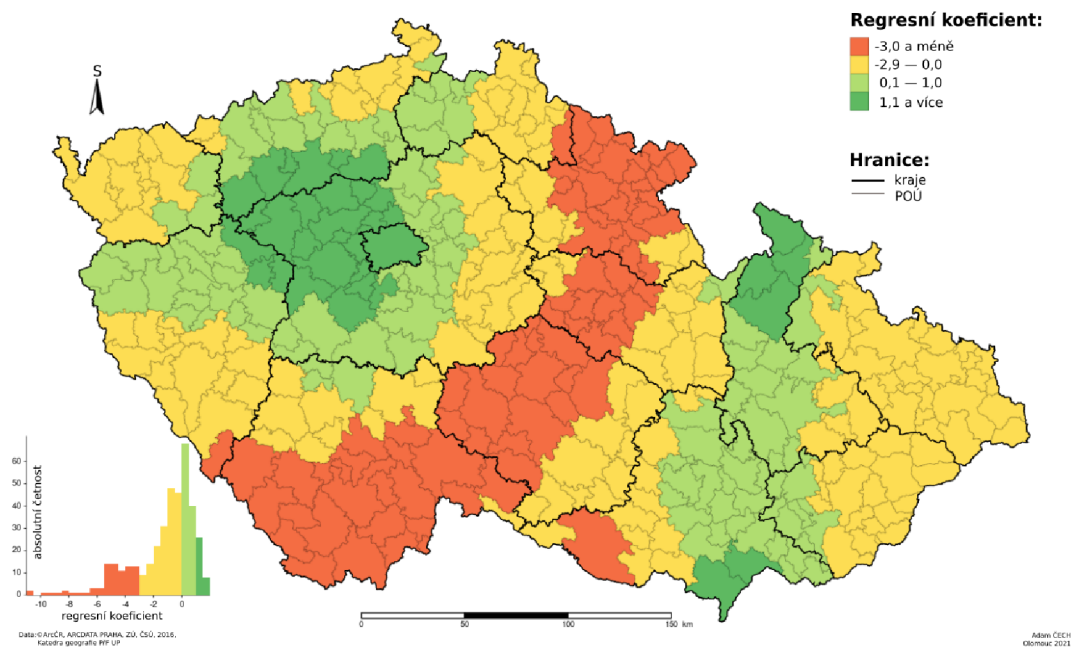 Regresní koeficient:
-3,0 a méně
-2,9 — 0,0
0,1 — 1,0
1,1 a více
S
Hranice:
kraje
POÚ
absolutní četnost
60
50
40
30
20
10
0
-10 -8 -6 -4 -2 0
regresní koeficient
0 50 100 150 km
Data:©ArcČR, ARCDATA PRAHA, ZÚ, ČSÚ, 2016,
Katedra geografie PřF UP
Adam ČECH
Olomouc 2021